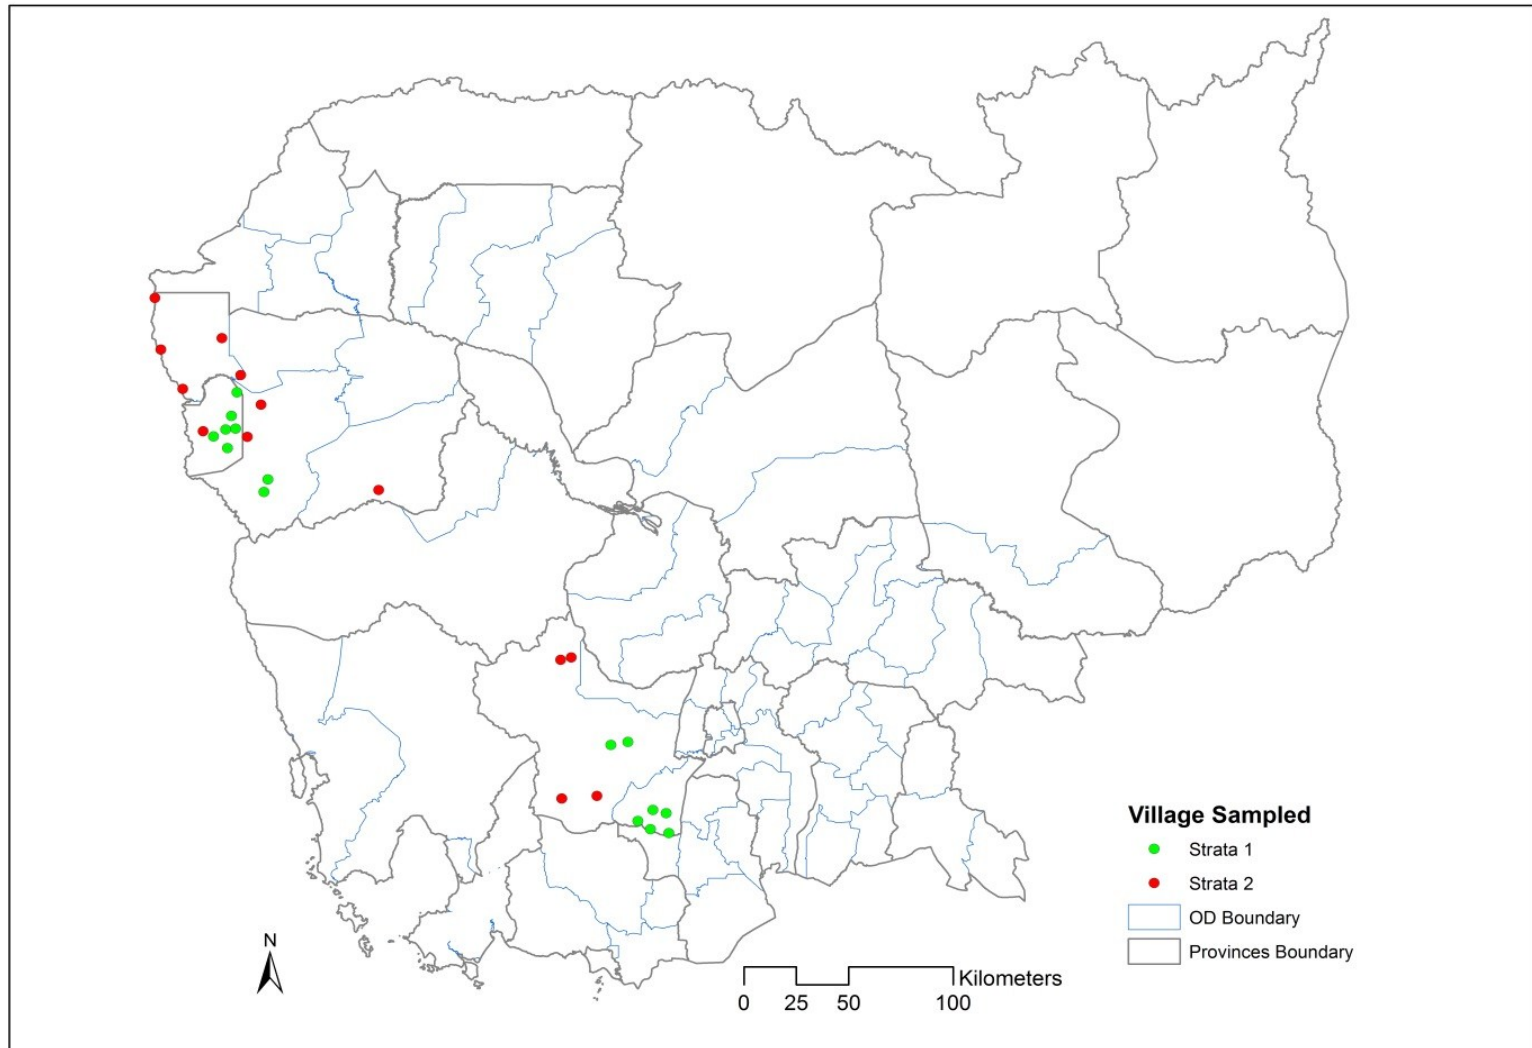 Village Sampled
Strata 1
Strata 2
OD Boundary
Provinces Boundary
N
Kilometers
0 25 50 100